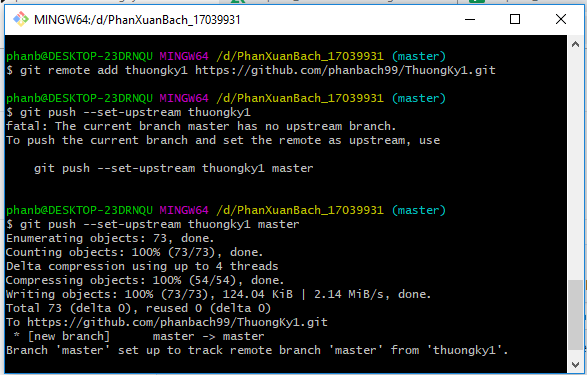 MINGW64:/d/PhanXuanBach_17039931
phanb@DESKTOP-23DRNQU MINGW64 /d/PhanXuanBach_17039931 (master)
$ git remote add thuongky1 https://github.com/phanbach99/ThuongKy1.git
phanb@DESKTOP-23DRNQU MINGW64 /d/PhanXuanBach_17039931 (master)
$ git push --set-upstream thuongky1
fatal: The current branch master has no upstream branch.
To push the current branch and set the remote as upstream, use
git push --set-upstream thuongky1 master
phanb@DESKTOP-23DRNQU MINGW64 /d/PhanXuanBach_17039931 (master)
$ git push --set-upstream thuongky1 master
Enumerating objects: 73, done.
Counting objects: 100% (73/73), done.
Delta compression using up to 4 threads
Compressing objects: 100% (54/54), done.
Writing objects: 100% (73/73), 124.04 KiB | 2.14 MiB/s, done.
Total 73 (delta 0), reused 0 (delta 0)
To https://github.com/phanbach99/ThuongKy1.git
 * [new branch]      master -> master
Branch 'master' set up to track remote branch 'master' from 'thuongky1'.